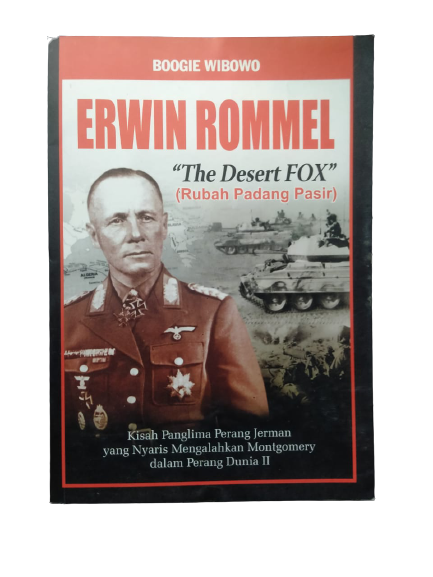 BOOGIE WIBOWO
ERWIN ROMMEL
"The Desert FOX"
(Rubah Padang Pasir)
Kisah Panglima Perang Jerman
yang Nyaris Mengalahkan Montgomery
dalam Perang Dunia II